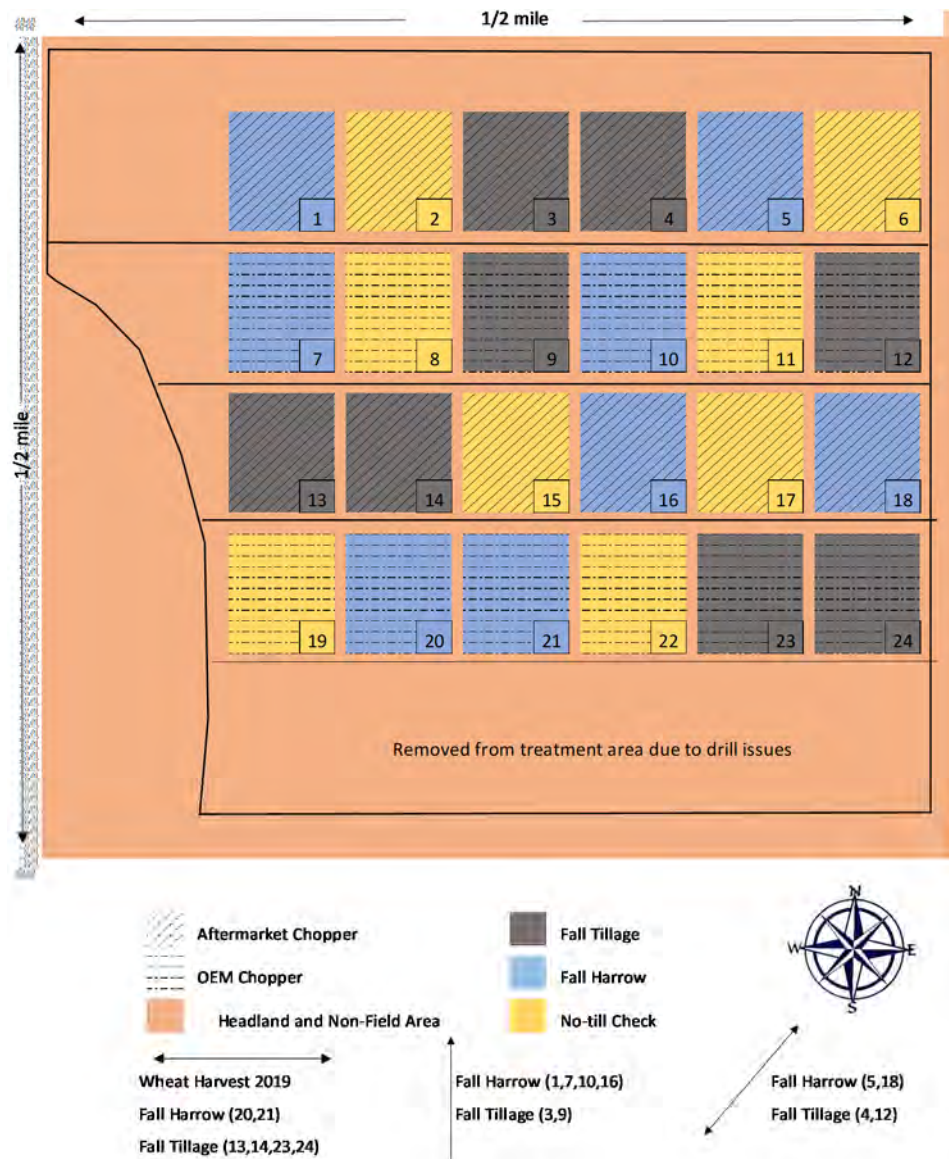 1/2 mile
1/2 mile
1 2 3 4 5 6
7 8 9 10 11 12
13 14 15 16 17 18
19 20 21 22 23 24
Removed from treatment area due to drill issues
Aftermarket Chopper
OEM Chopper
Headland and Non-Field Area
Fall Tillage
Fall Harrow
No-till Check
N
W E
S
Wheat Harvest 2019
Fall Harrow (20,21)
Fall Tillage (13,14,23,24)
Fall Harrow (1,7,10,16)
Fall Tillage (3,9)
Fall Harrow (5,18)
Fall Tillage (4,12)